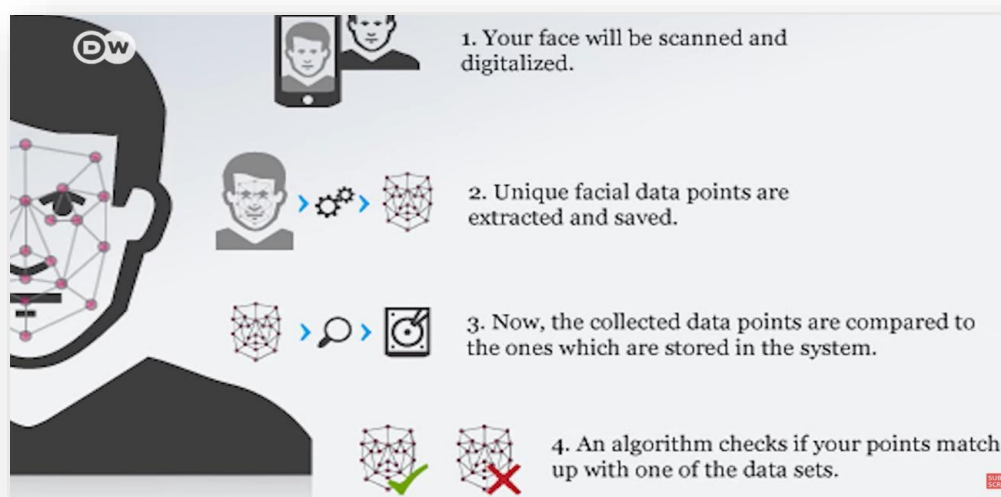 DW
1. Your face will be scanned and
digitalized.
2. Unique facial data points are
extracted and saved.
3. Now, the collected data points are compared to
the ones which are stored in the system.
4. An algorithm checks if your points match
up with one of the data sets.